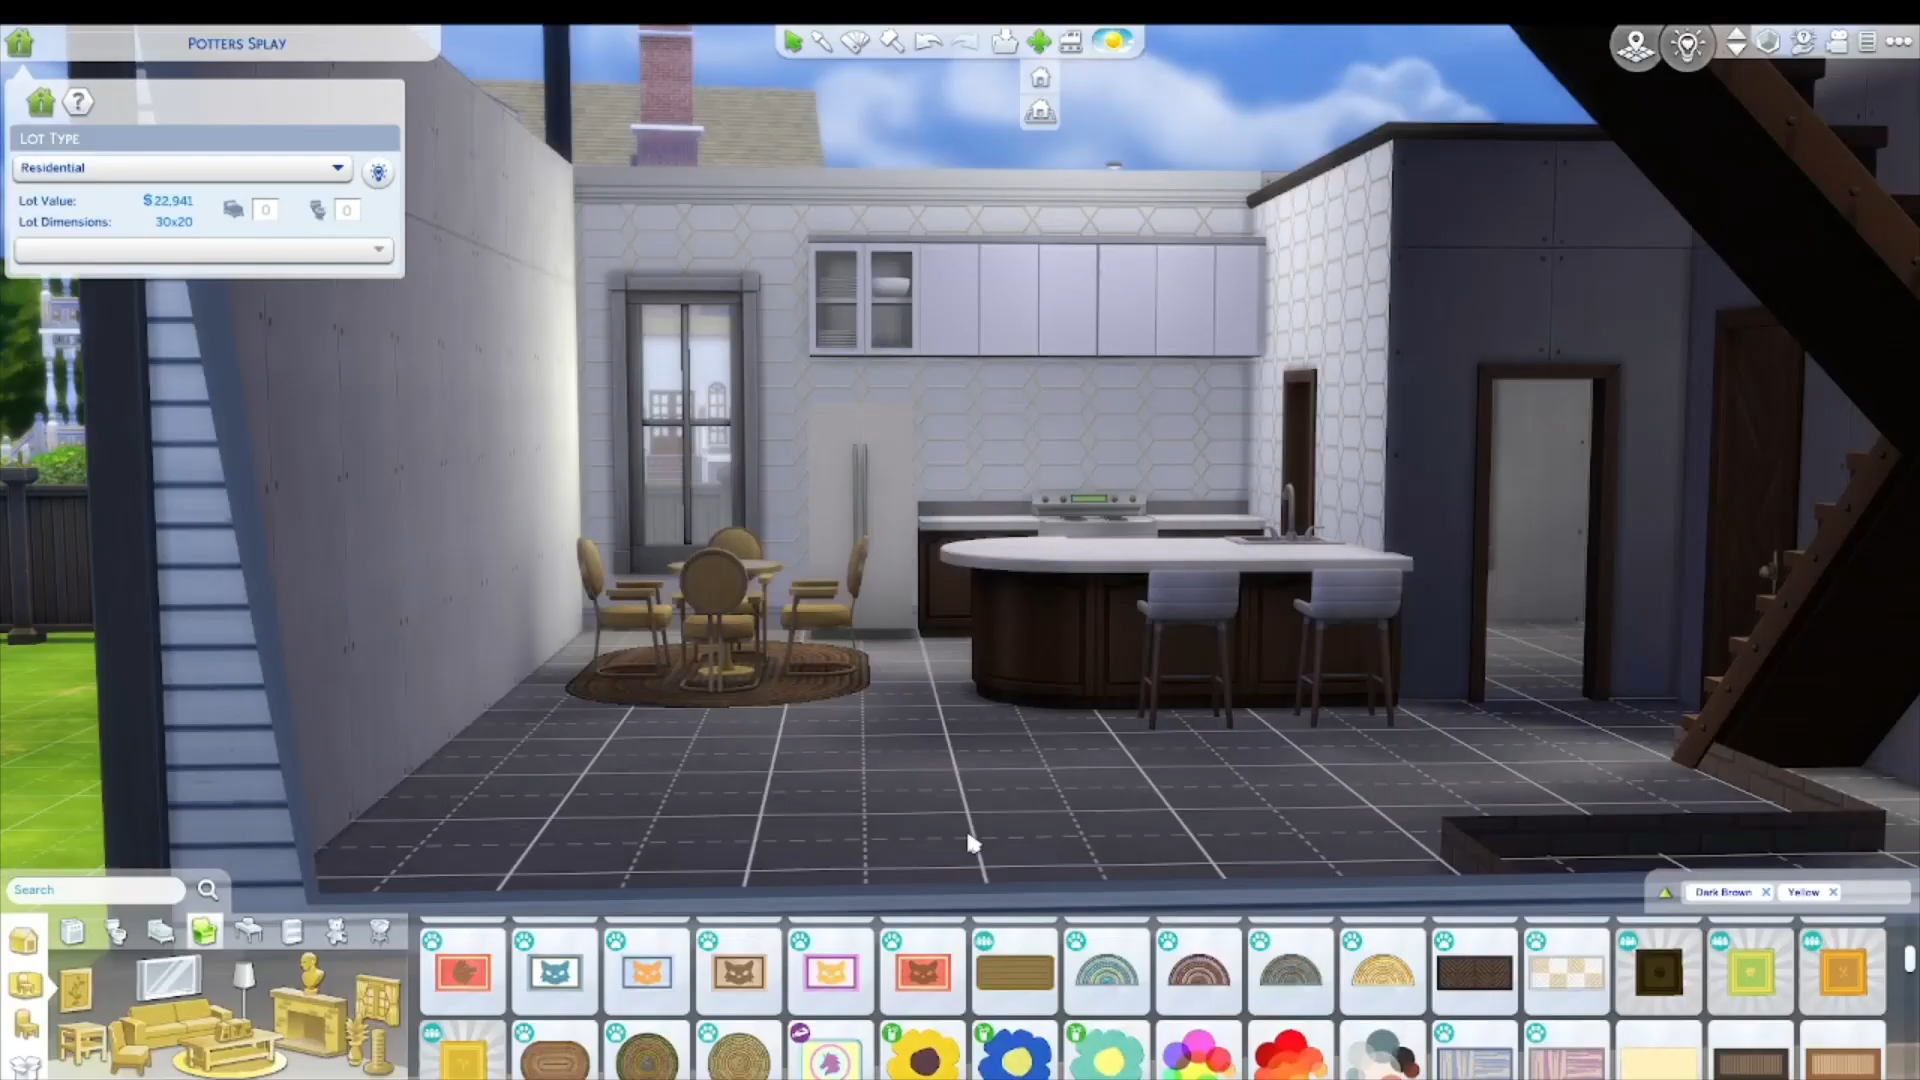 POTTERS SPLAY
LOT TYPE
Residential
Lot Value: $22,941
0
0
Lot Dimensions: 30x20
Search
Dark Brown X
Yellow X